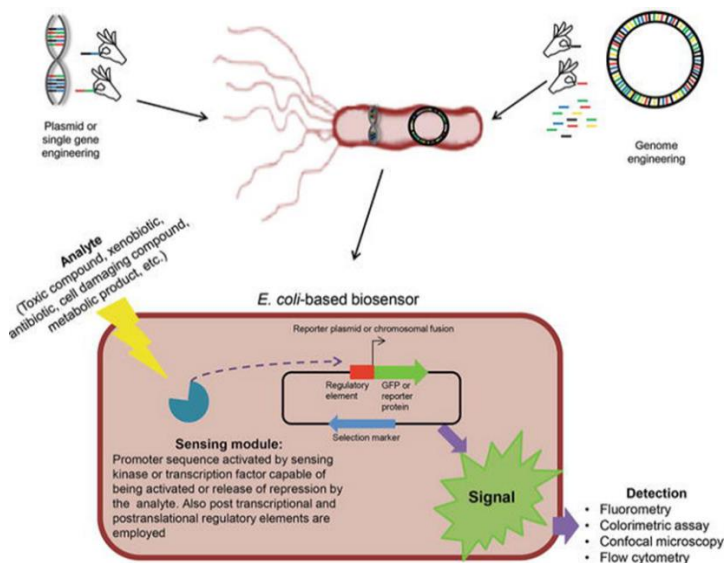 Plasmid or
single gene
engineering
Genome
engineering
Analyte
(Toxic compound, xenobiotic,
antibiotic, cell damaging compound,
metabolic product, etc.)
E. coli-based biosensor
Reporter plasmid or chromosomal fusion
Regulatory
element
GFP or
reporter
protein
Selection marker
Sensing module:
Promoter sequence activated by sensing
kinase or transcription factor capable of
being activated or release of repression by
the analyte. Also post transcriptional and
postranslational regulatory elements are
employed
Signal
Detection
• Fluorometry
• Colorimetric assay
• Confocal microscopy
• Flow cytometry